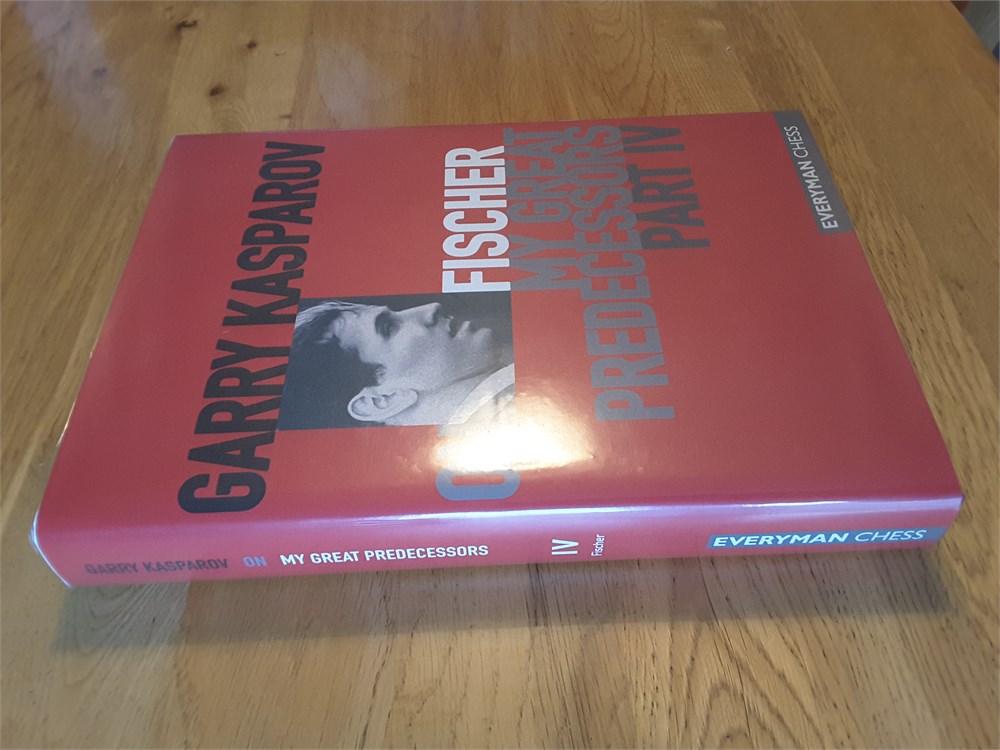 GARRY KASPAROV
ON FISCHER
MY GREAT
PREDECESSORS
PART IV
EVERYMAN CHESS
GARRY KASPAROV ON MY GREAT PREDECESSORS IV Fischer EVERYMAN CHESS